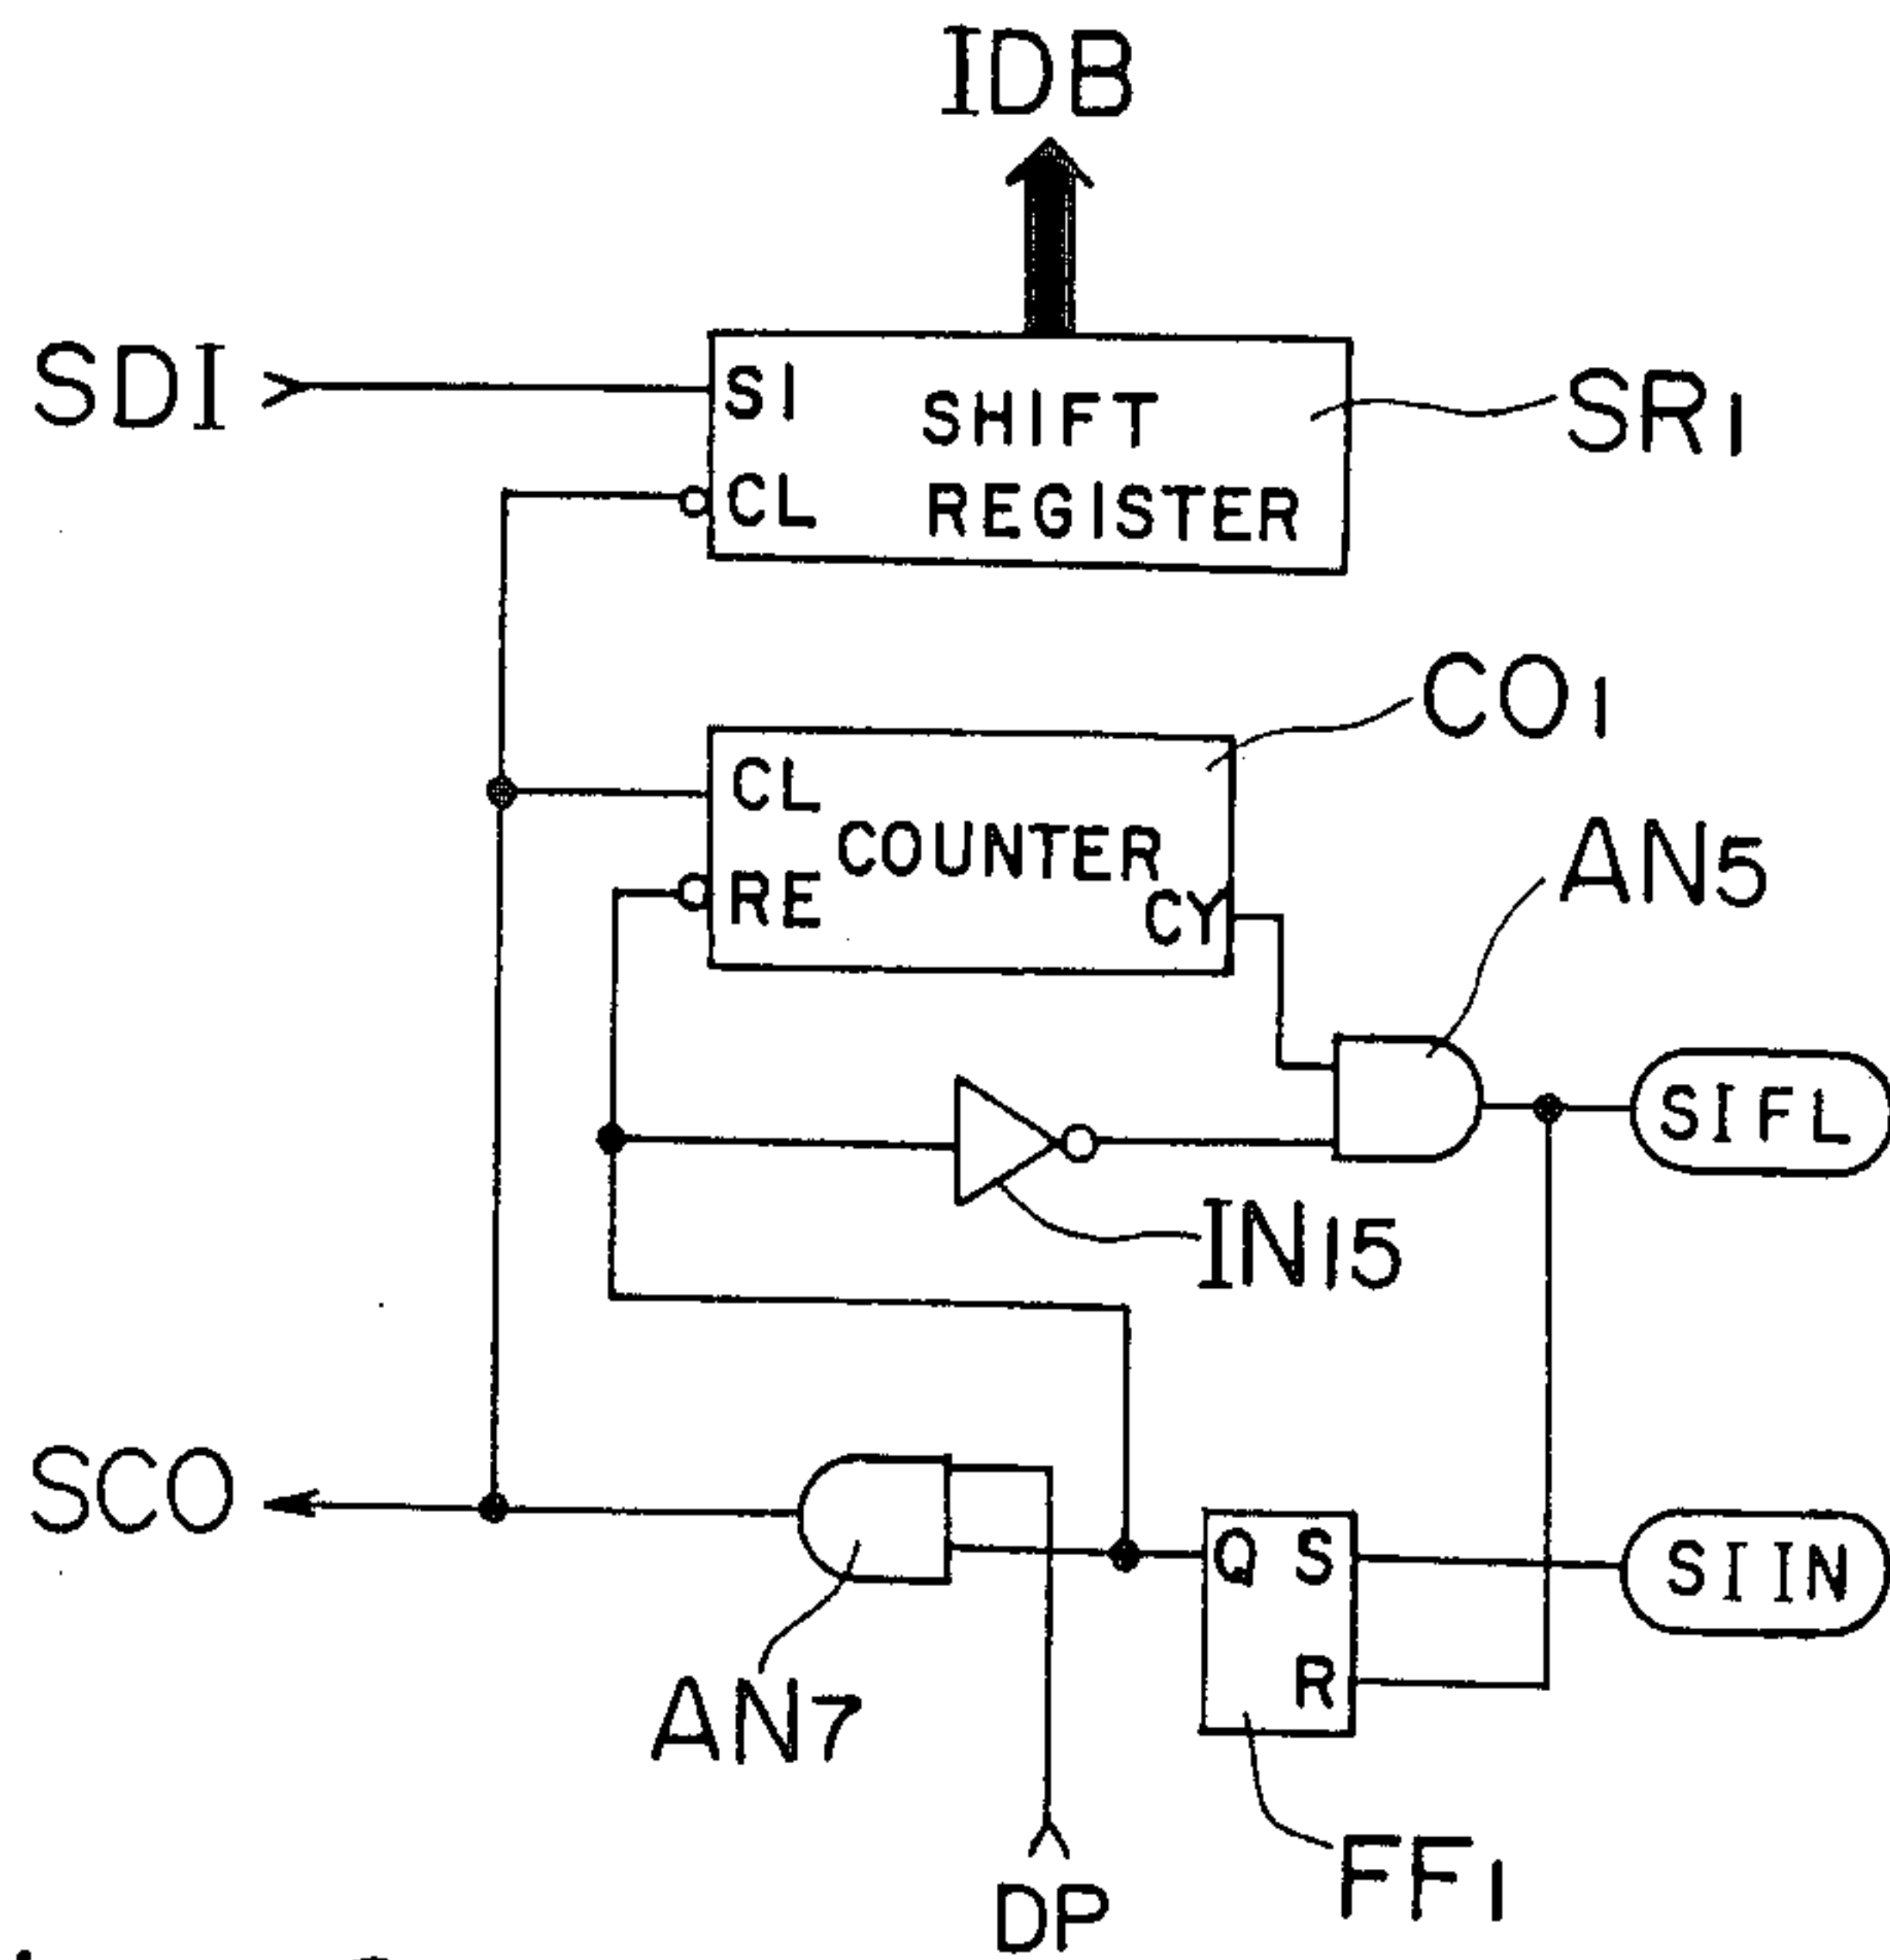 IDB
SDI
SI
SHIFT
REGISTER
CL
SR1
CO1
CL
COUNTER
RE
CY
AN5
SIFL
IN15
SCO
Q S
R
SIIN
AN7
FF1
DP